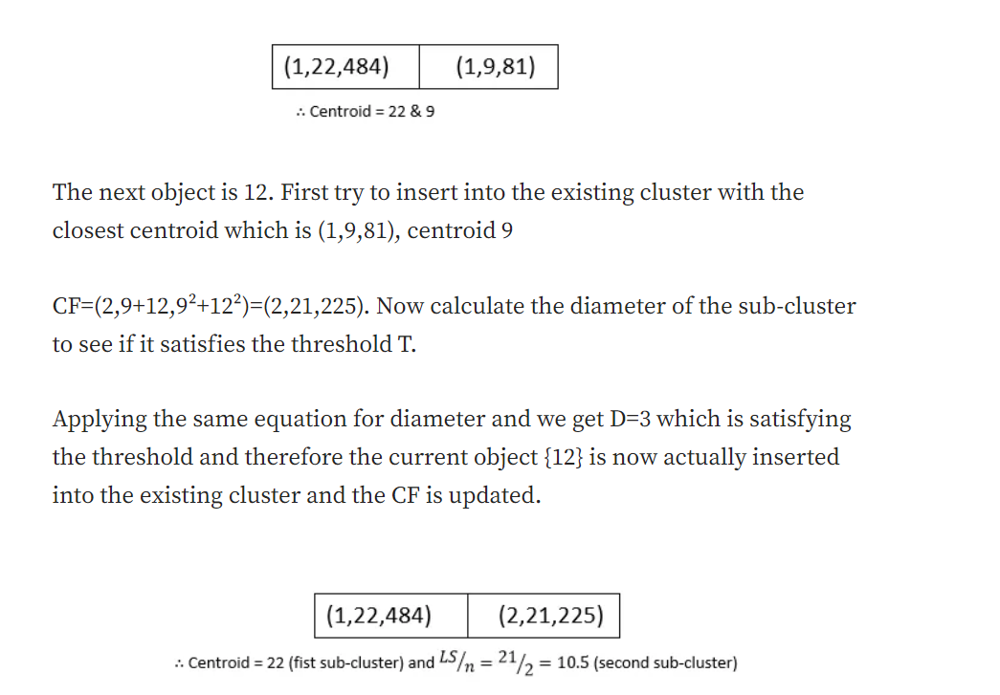 (1,22,484) (1,9,81)
∴ Centroid = 22 & 9
The next object is 12. First try to insert into the existing cluster with the
closest centroid which is (1,9,81), centroid 9
CF=(2,9+12,9²+12²)=(2,21,225). Now calculate the diameter of the sub-cluster
to see if it satisfies the threshold T.
Applying the same equation for diameter and we get D=3 which is satisfying
the threshold and therefore the current object {12} is now actually inserted
into the existing cluster and the CF is updated.
(1,22,484) (2,21,225)
∴ Centroid = 22 (fist sub-cluster) and LS/n = 21/2 = 10.5 (second sub-cluster)